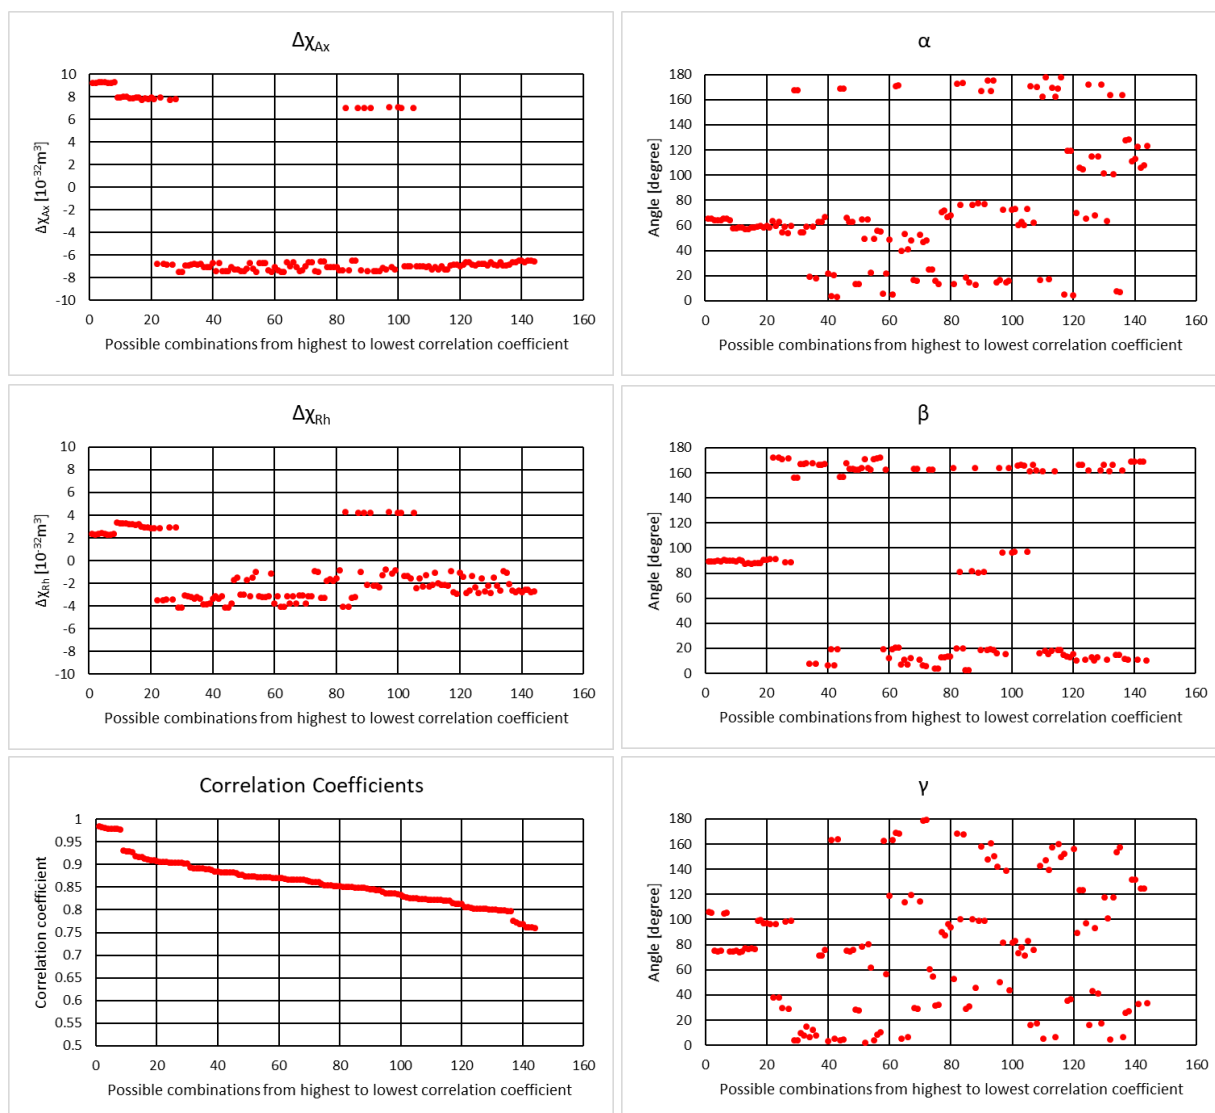 Δχ_Ax
Δχ_Ax [10^-32 m^3]
10
8
6
4
2
0
-2
-4
-6
-8
-10
0 20 40 60 80 100 120 140 160
Possible combinations from highest to lowest correlation coefficient
α
Angle [degree]
180
160
140
120
100
80
60
40
20
0
0 20 40 60 80 100 120 140 160
Possible combinations from highest to lowest correlation coefficient
Δχ_Rh
Δχ_Rh [10^-32 m^3]
10
8
6
4
2
0
-2
-4
-6
-8
-10
0 20 40 60 80 100 120 140 160
Possible combinations from highest to lowest correlation coefficient
β
Angle [degree]
180
160
140
120
100
80
60
40
20
0
0 20 40 60 80 100 120 140 160
Possible combinations from highest to lowest correlation coefficient
Correlation Coefficients
Correlation coefficient
1
0.95
0.9
0.85
0.8
0.75
0.7
0.65
0.6
0.55
0.5
0 20 40 60 80 100 120 140 160
Possible combinations from highest to lowest correlation coefficient
γ
Angle [degree]
180
160
140
120
100
80
60
40
20
0
0 20 40 60 80 100 120 140 160
Possible combinations from highest to lowest correlation coefficient